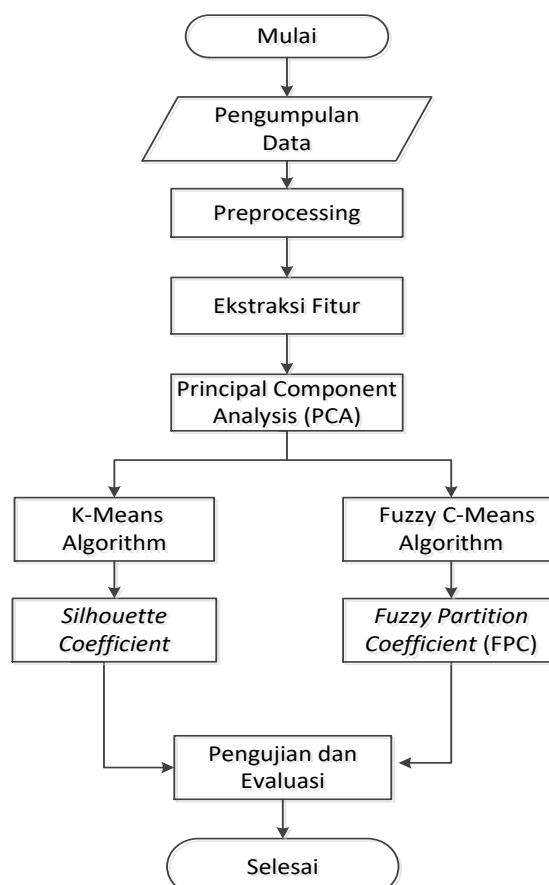 Mulai
Pengumpulan
Data
Preprocessing
Ekstraksi Fitur
Principal Component
Analysis (PCA)
K-Means
Algorithm
Fuzzy C-Means
Algorithm
Silhouette
Coefficient
Fuzzy Partition
Coefficient (FPC)
Pengujian dan
Evaluasi
Selesai